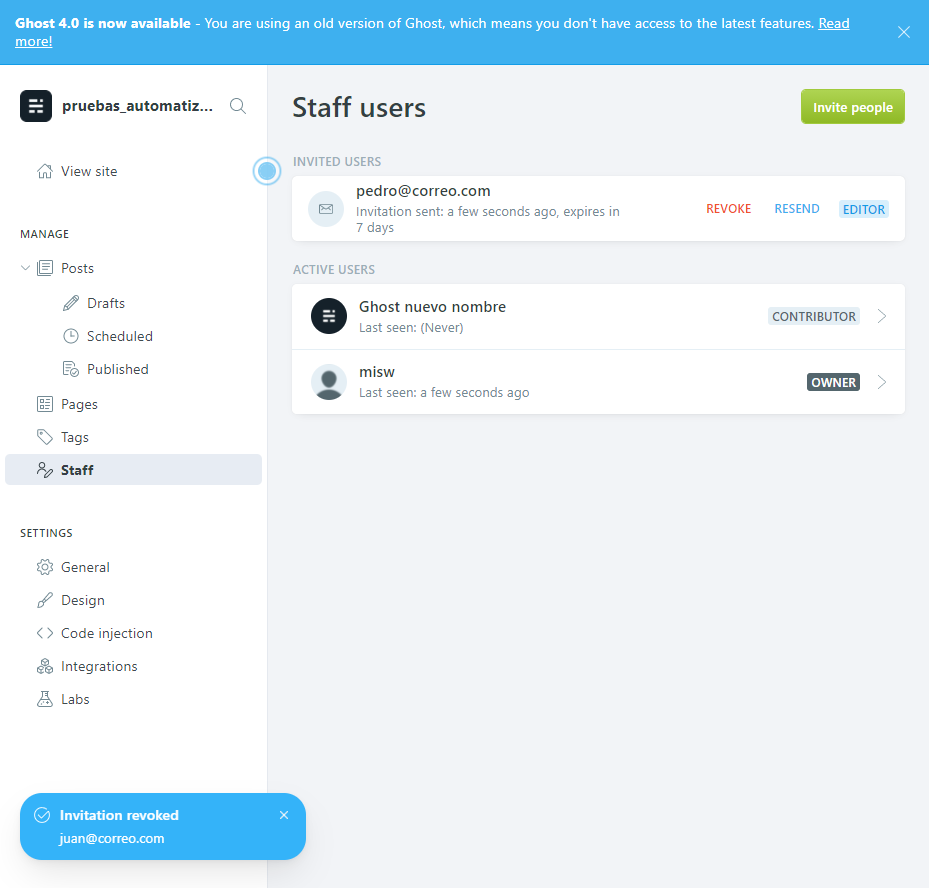 Ghost 4.0 is now available - You are using an old version of Ghost, which means you don't have access to the latest features. Read
more!
pruebas_automatiz...
View site
MANAGE
Posts
Drafts
Scheduled
Published
Pages
Tags
Staff
SETTINGS
General
Design
Code injection
Integrations
Labs
Staff users
Invite people
INVITED USERS
pedro@correo.com
Invitation sent: a few seconds ago, expires in
7 days
REVOKE
RESEND
EDITOR
ACTIVE USERS
Ghost nuevo nombre
Last seen: (Never)
CONTRIBUTOR
misw
Last seen: a few seconds ago
OWNER
Invitation revoked
juan@correo.com